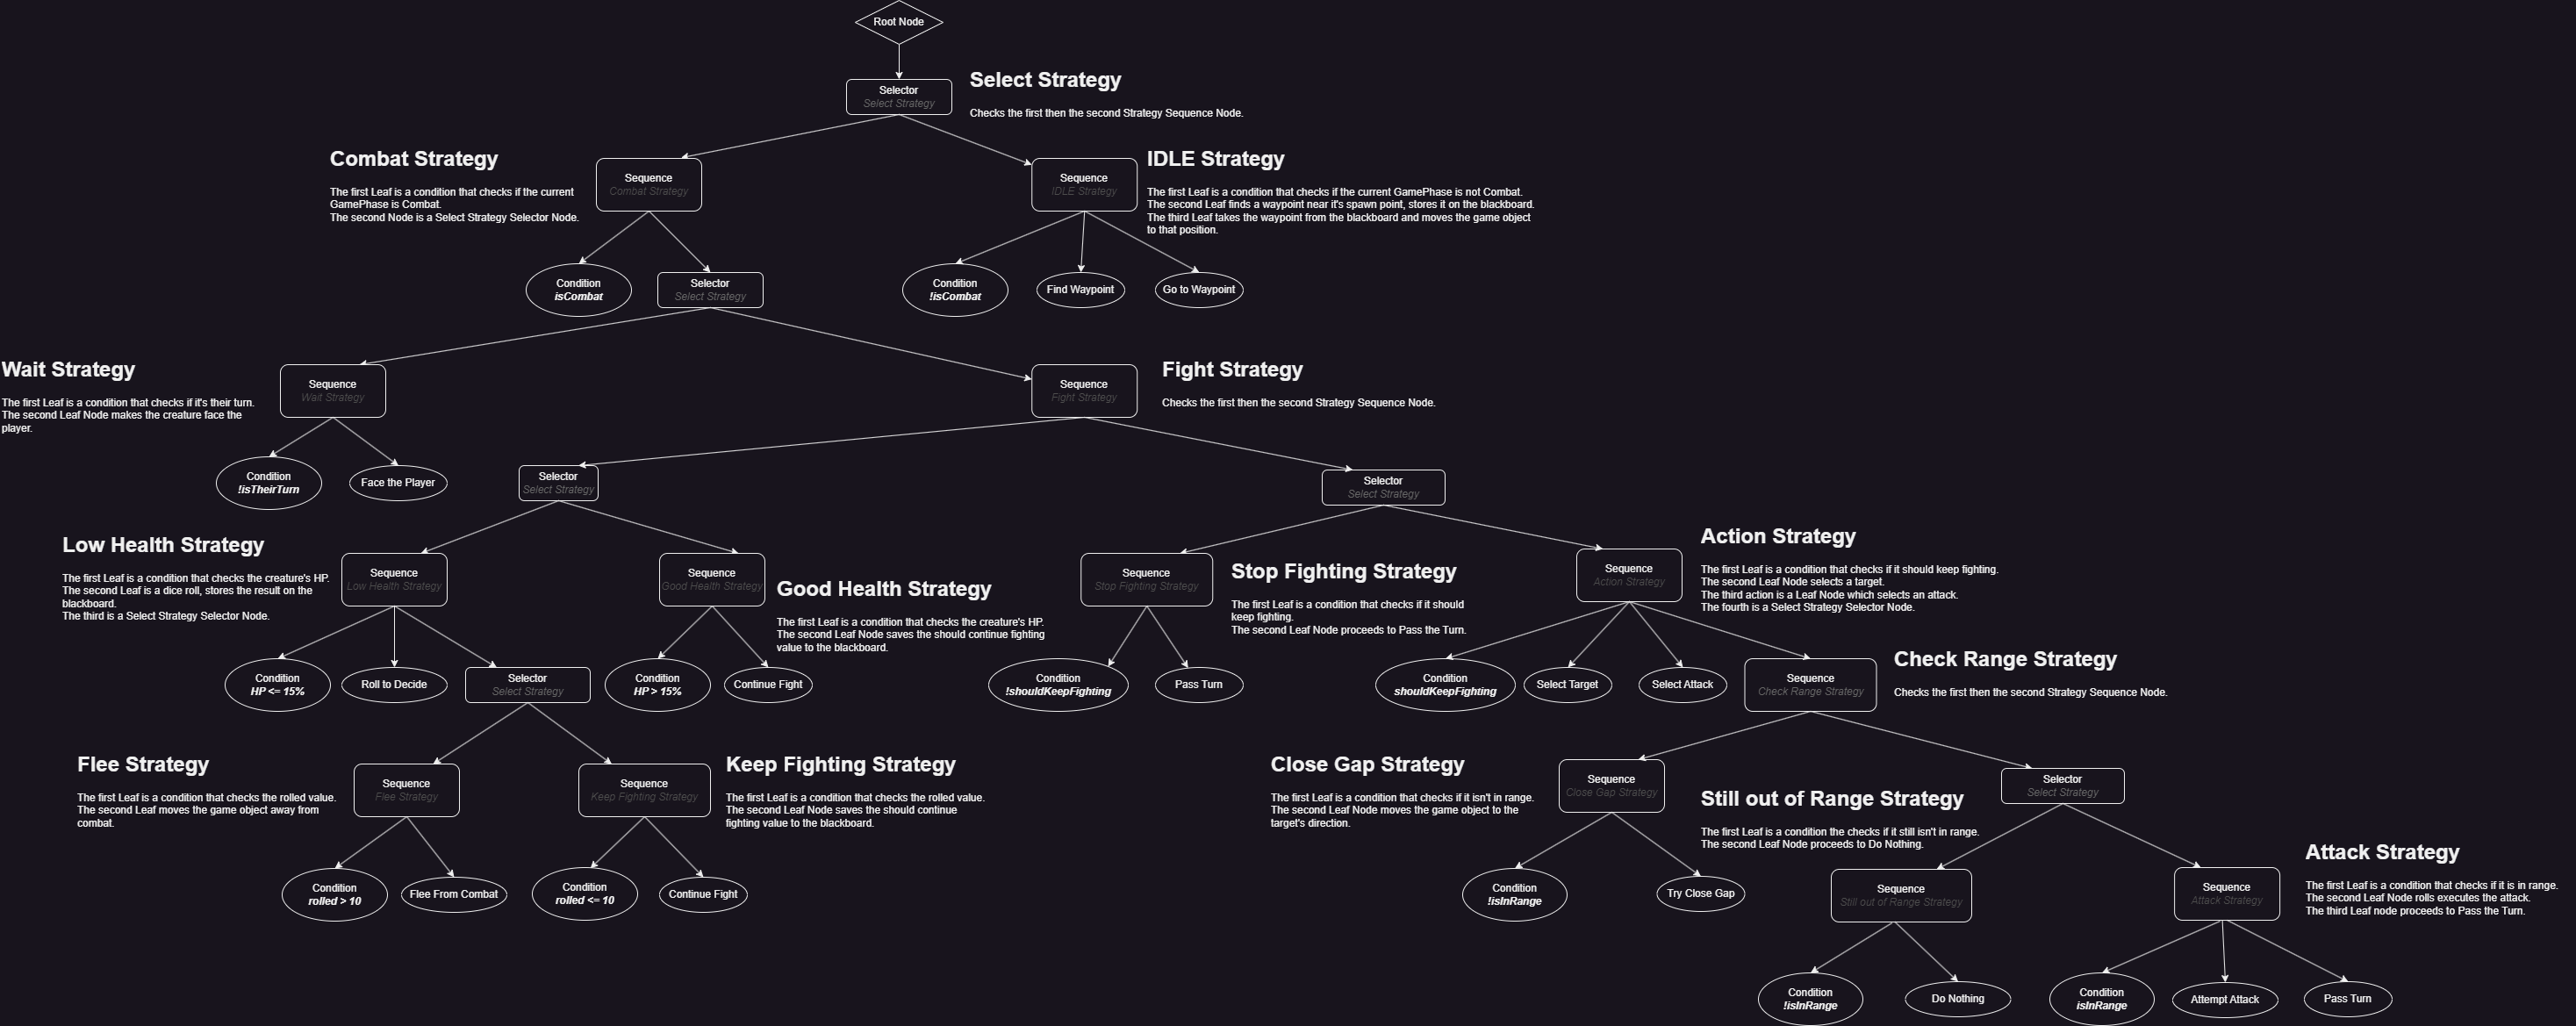 Root Node
Selector
Select Strategy
Select Strategy
Checks the first then the second Strategy Sequence Node.
Combat Strategy
The first Leaf is a condition that checks if the current
GamePhase is Combat.
The second Node is a Select Strategy Selector Node.
Sequence
Combat Strategy
Sequence
IDLE Strategy
IDLE Strategy
The first Leaf is a condition that checks if the current GamePhase is not Combat.
The second Leaf finds a waypoint near it's spawn point, stores it on the blackboard.
The third Leaf takes the waypoint from the blackboard and moves the game object
to that position.
Condition
isCombat
Selector
Select Strategy
Condition
!isCombat
Find Waypoint
Go to Waypoint
Wait Strategy
The first Leaf is a condition that checks if it's their turn.
The second Leaf Node makes the creature face the
player.
Sequence
Wait Strategy
Sequence
Fight Strategy
Fight Strategy
Checks the first then the second Strategy Sequence Node.
Condition
!isTheirTurn
Face the Player
Selector
Select Strategy
Selector
Select Strategy
Low Health Strategy
The first Leaf is a condition that checks the creature's HP.
The second Leaf is a dice roll, stores the result on the
blackboard.
The third is a Select Strategy Selector Node.
Sequence
Low Health Strategy
Sequence
Good Health Strategy
Good Health Strategy
The first Leaf is a condition that checks the creature's HP.
The second Leaf Node saves the should continue fighting
value to the blackboard.
Sequence
Stop Fighting Strategy
Stop Fighting Strategy
The first Leaf is a condition that checks if it should
keep fighting.
The second Leaf Node proceeds to Pass the Turn.
Sequence
Action Strategy
Action Strategy
The first Leaf is a condition that checks if it should keep fighting.
The second Leaf Node selects a target.
The third action is a Leaf Node which selects an attack.
The fourth is a Select Strategy Selector Node.
Condition
HP <= 15%
Roll to Decide
Selector
Select Strategy
Condition
HP > 15%
Continue Fight
Condition
!shouldKeepFighting
Pass Turn
Condition
shouldKeepFighting
Select Target
Select Attack
Sequence
Check Range Strategy
Check Range Strategy
Checks the first then the second Strategy Sequence Node.
Flee Strategy
The first Leaf is a condition that checks the rolled value.
The second Leaf moves the game object away from
combat.
Sequence
Flee Strategy
Sequence
Keep Fighting Strategy
Keep Fighting Strategy
The first Leaf is a condition that checks the rolled value.
The second Leaf Node saves the should continue
fighting value to the blackboard.
Close Gap Strategy
The first Leaf is a condition that checks if it isn't in range.
The second Leaf Node moves the game object to the
target's direction.
Sequence
Close Gap Strategy
Still out of Range Strategy
The first Leaf is a condition the checks if it still isn't in range.
The second Leaf Node proceeds to Do Nothing.
Selector
Select Strategy
Condition
rolled > 10
Flee From Combat
Condition
rolled <= 10
Continue Fight
Condition
!isInRange
Try Close Gap
Sequence
Still out of Range Strategy
Sequence
Attack Strategy
Attack Strategy
The first Leaf is a condition that checks if it is in range.
The second Leaf Node rolls executes the attack.
The third Leaf node proceeds to Pass the Turn.
Condition
!isInRange
Do Nothing
Condition
isInRange
Attempt Attack
Pass Turn